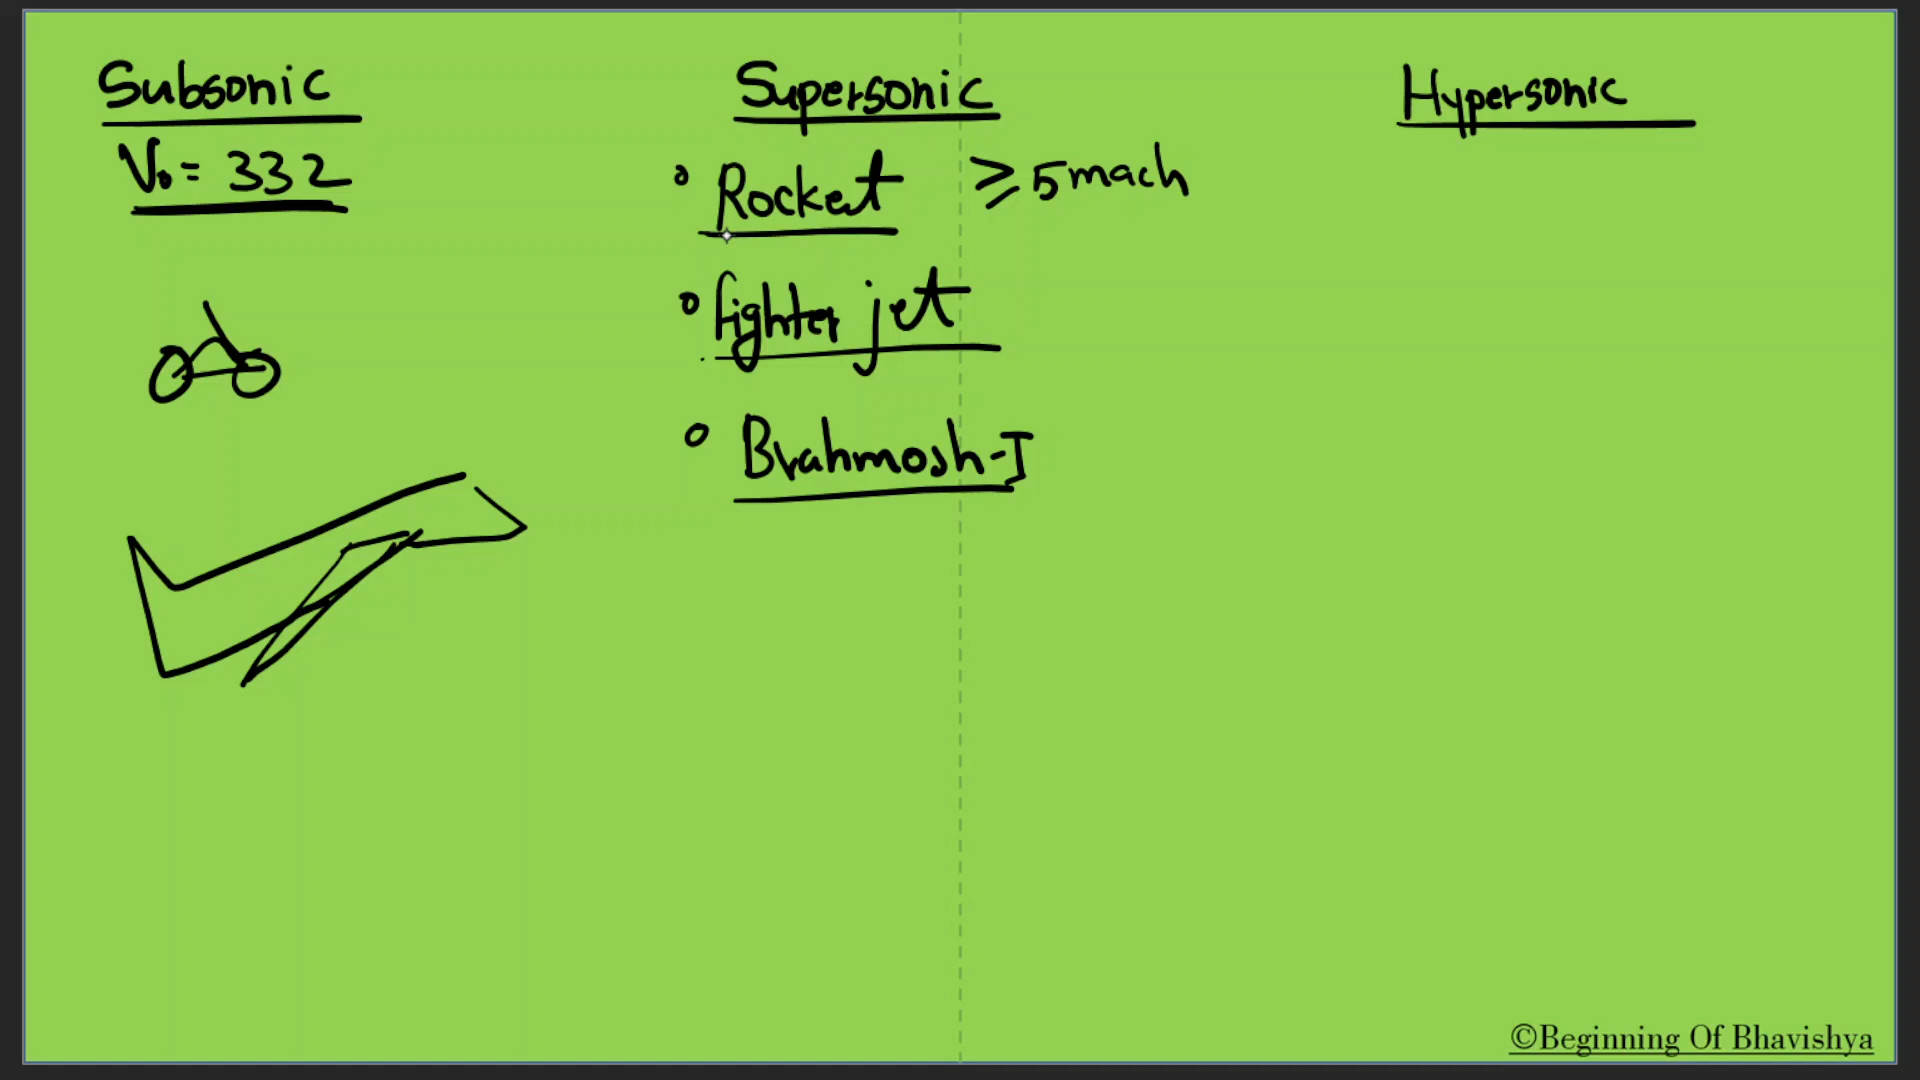 Subsonic
V₀ = 332
Supersonic
Rocket ≥ 5 mach
fighter jet
Brahmosh-I
Hypersonic
©Beginning Of Bhavishya